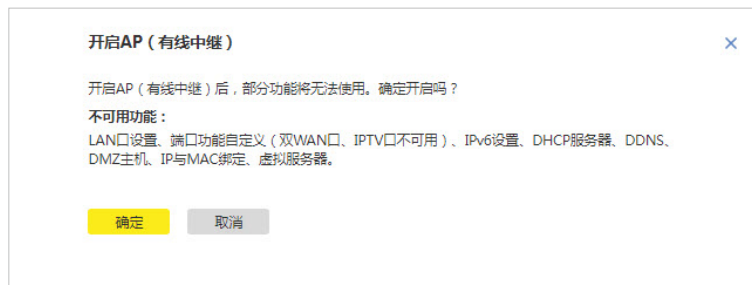 开启AP（有线中继）
开启AP（有线中继）后，部分功能将无法使用。确定开启吗？
不可用功能：
LAN口设置、端口功能自定义（双WAN口、IPTV口不可用）、IPv6设置、DHCP服务器、DDNS、
DMZ主机、IP与MAC绑定、虚拟服务器。
确定 取消